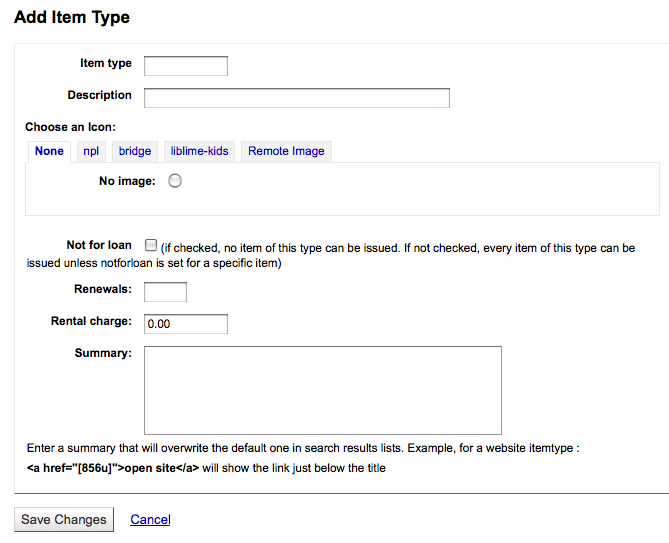 Add Item Type
Item type
Description
Choose an Icon:
None npl bridge liblime-kids Remote Image
No image:
Not for loan (if checked, no item of this type can be issued. If not checked, every item of this type can be
issued unless notforloan is set for a specific item)
Renewals:
Rental charge: 0.00
Summary:
Enter a summary that will overwrite the default one in search results lists. Example, for a website itemtype :
<a href="[856u]">open site</a> will show the link just below the title
Save Changes Cancel